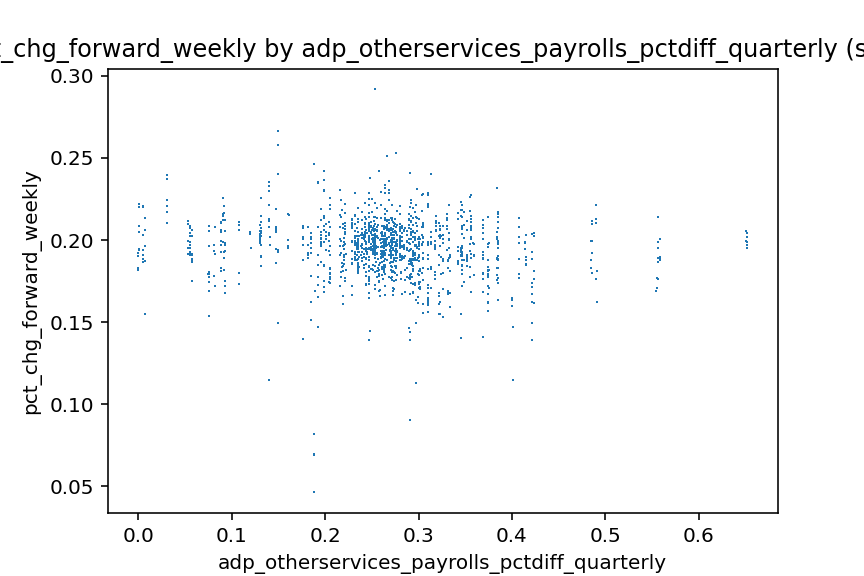 _chg_forward_weekly by adp_otherservices_payrolls_pctdiff_quarterly (s
0.30
0.25
0.20
0.15
0.10
0.05
pct_chg_forward_weekly
0.0 0.1 0.2 0.3 0.4 0.5 0.6
adp_otherservices_payrolls_pctdiff_quarterly